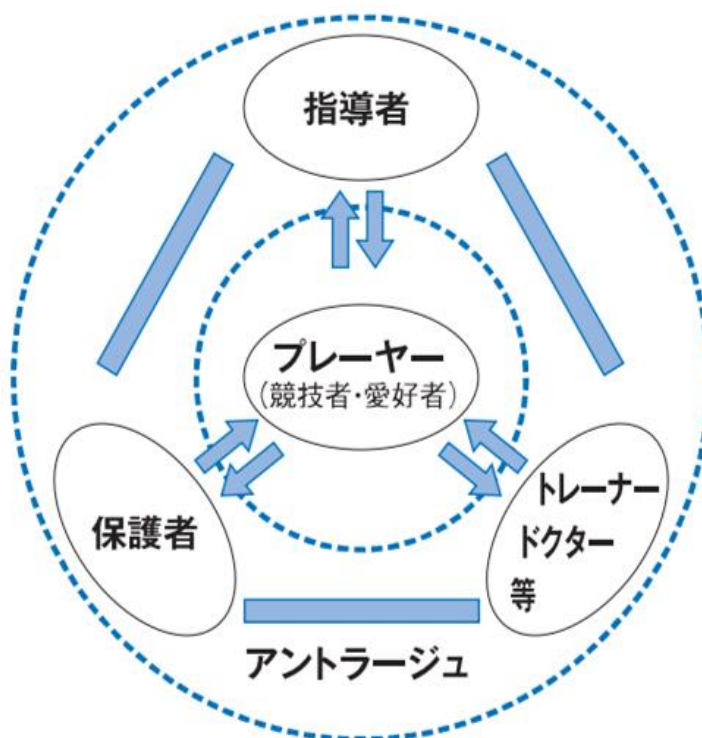 指導者
プレーヤー
(競技者・愛好者)
保護者
トレーナー
ドクター
等
アントラージュ